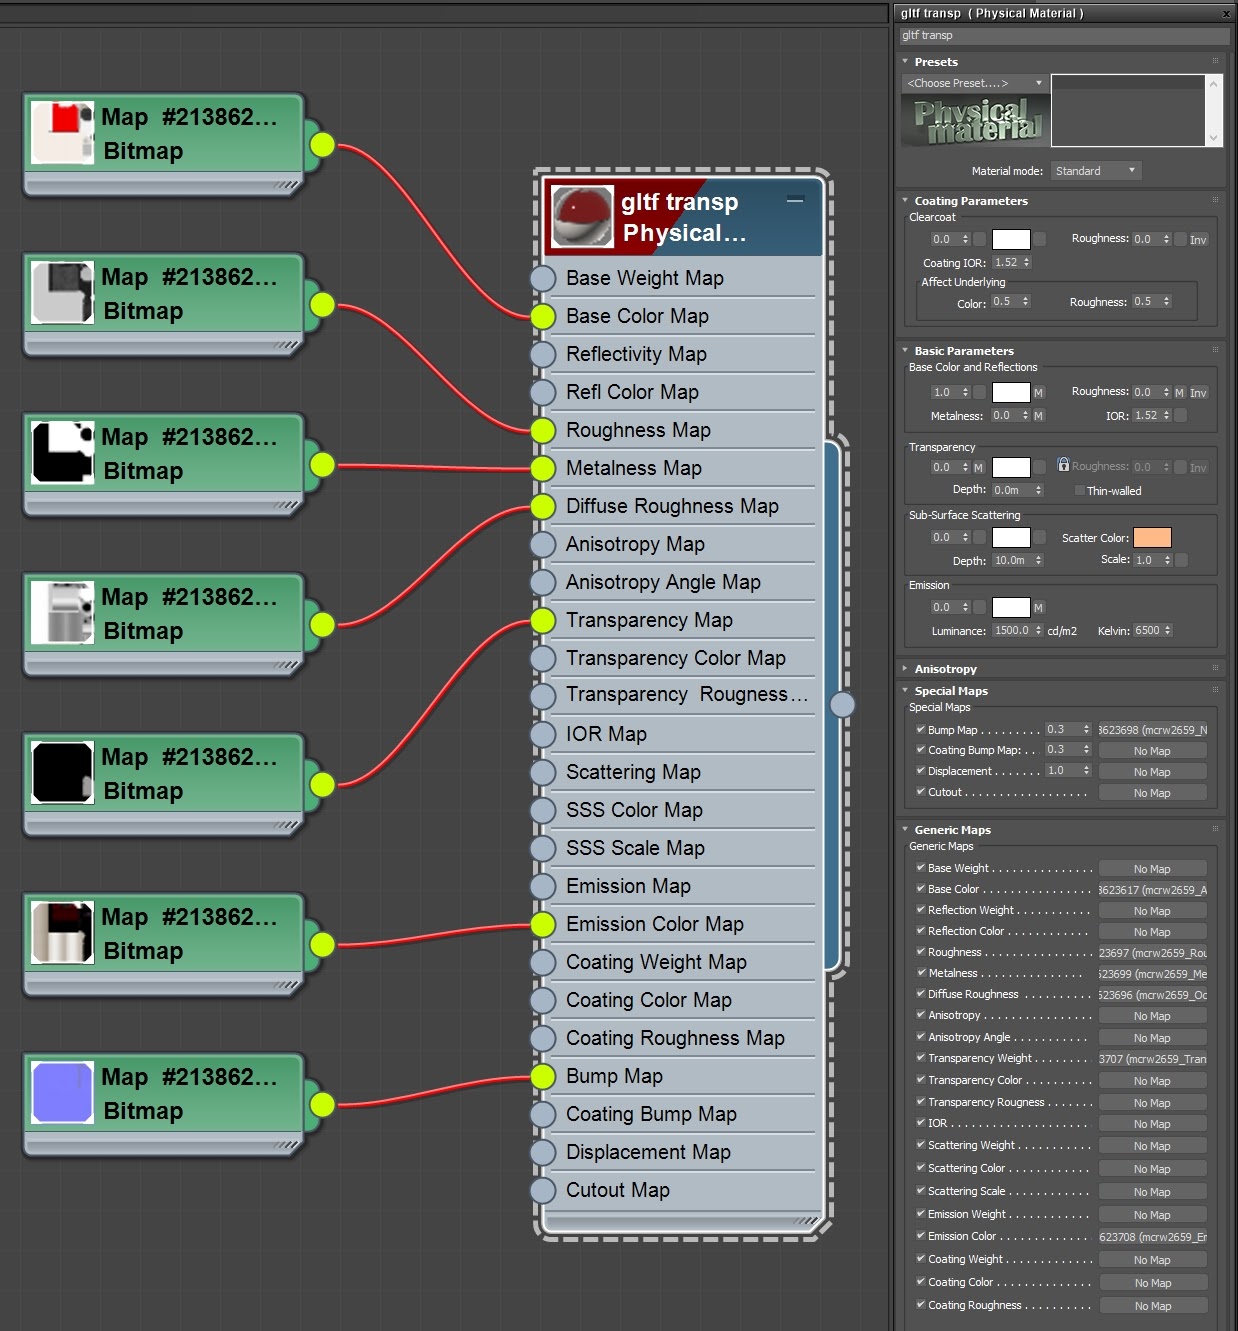 Map #213862...
Bitmap
Map #213862...
Bitmap
Map #213862...
Bitmap
Map #213862...
Bitmap
Map #213862...
Bitmap
Map #213862...
Bitmap
Map #213862...
Bitmap
gltf transp
Physical...
Base Weight Map
Base Color Map
Reflectivity Map
Refl Color Map
Roughness Map
Metalness Map
Diffuse Roughness Map
Anisotropy Map
Anisotropy Angle Map
Transparency Map
Transparency Color Map
Transparency Rougness...
IOR Map
Scattering Map
SSS Color Map
SSS Scale Map
Emission Map
Emission Color Map
Coating Weight Map
Coating Color Map
Coating Roughness Map
Bump Map
Coating Bump Map
Displacement Map
Cutout Map
gltf transp ( Physical Material ) x
gltf transp
Presets
<Choose Preset....>
Physical
material
Material mode: Standard
Coating Parameters
Clearcoat
0.0 Roughness: 0.0 Inv
Coating IOR: 1.52
Affect Underlying
Color: 0.5 Roughness: 0.5
Basic Parameters
Base Color and Reflections
1.0 M Roughness: 0.0 M Inv
Metalness: 0.0 M IOR: 1.52
Transparency
0.0 M Roughness: 0.0 Inv
Depth: 0.0m Thin-walled
Sub-Surface Scattering
0.0 Scatter Color:
Depth: 10.0m Scale: 1.0
Emission
0.0 M
Luminance: 1500.0 cd/m2 Kelvin: 6500
Anisotropy
Special Maps
Special Maps
Bump Map . . . . . . . . . 0.3 3623698 (mcrw2659_N
Coating Bump Map: . . . 0.3 No Map
Displacement . . . . . . . 1.0 No Map
Cutout . . . . . . . . . . . . . . . . . . No Map
Generic Maps
Generic Maps
Base Weight . . . . . . . . . . . . . . . No Map
Base Color . . . . . . . . . . . . . . . . 3623617 (mcrw2659_A
Reflection Weight . . . . . . . . . . . No Map
Reflection Color . . . . . . . . . . . . No Map
Roughness . . . . . . . . . . . . . . . . 23697 (mcrw2659_Rou
Metalness . . . . . . . . . . . . . . . 623699 (mcrw2659_Me
Diffuse Roughness . . . . . . . . . . 623696 (mcrw2659_Oc
Anisotropy . . . . . . . . . . . . . . . . No Map
Anisotropy Angle . . . . . . . . . . . No Map
Transparency Weight . . . . . . . . 3707 (mcrw2659_Tran
Transparency Color . . . . . . . . . No Map
Transparency Rougness . . . . . . . No Map
IOR . . . . . . . . . . . . . . . . . . . . . No Map
Scattering Weight . . . . . . . . . . . No Map
Scattering Color . . . . . . . . . . . . No Map
Scattering Scale . . . . . . . . . . . . No Map
Emission Weight . . . . . . . . . . . . No Map
Emission Color . . . . . . . . . . . . . 623708 (mcrw2659_Er
Coating Weight . . . . . . . . . . . . . No Map
Coating Color . . . . . . . . . . . . . . No Map
Coating Roughness . . . . . . . . . . No Map